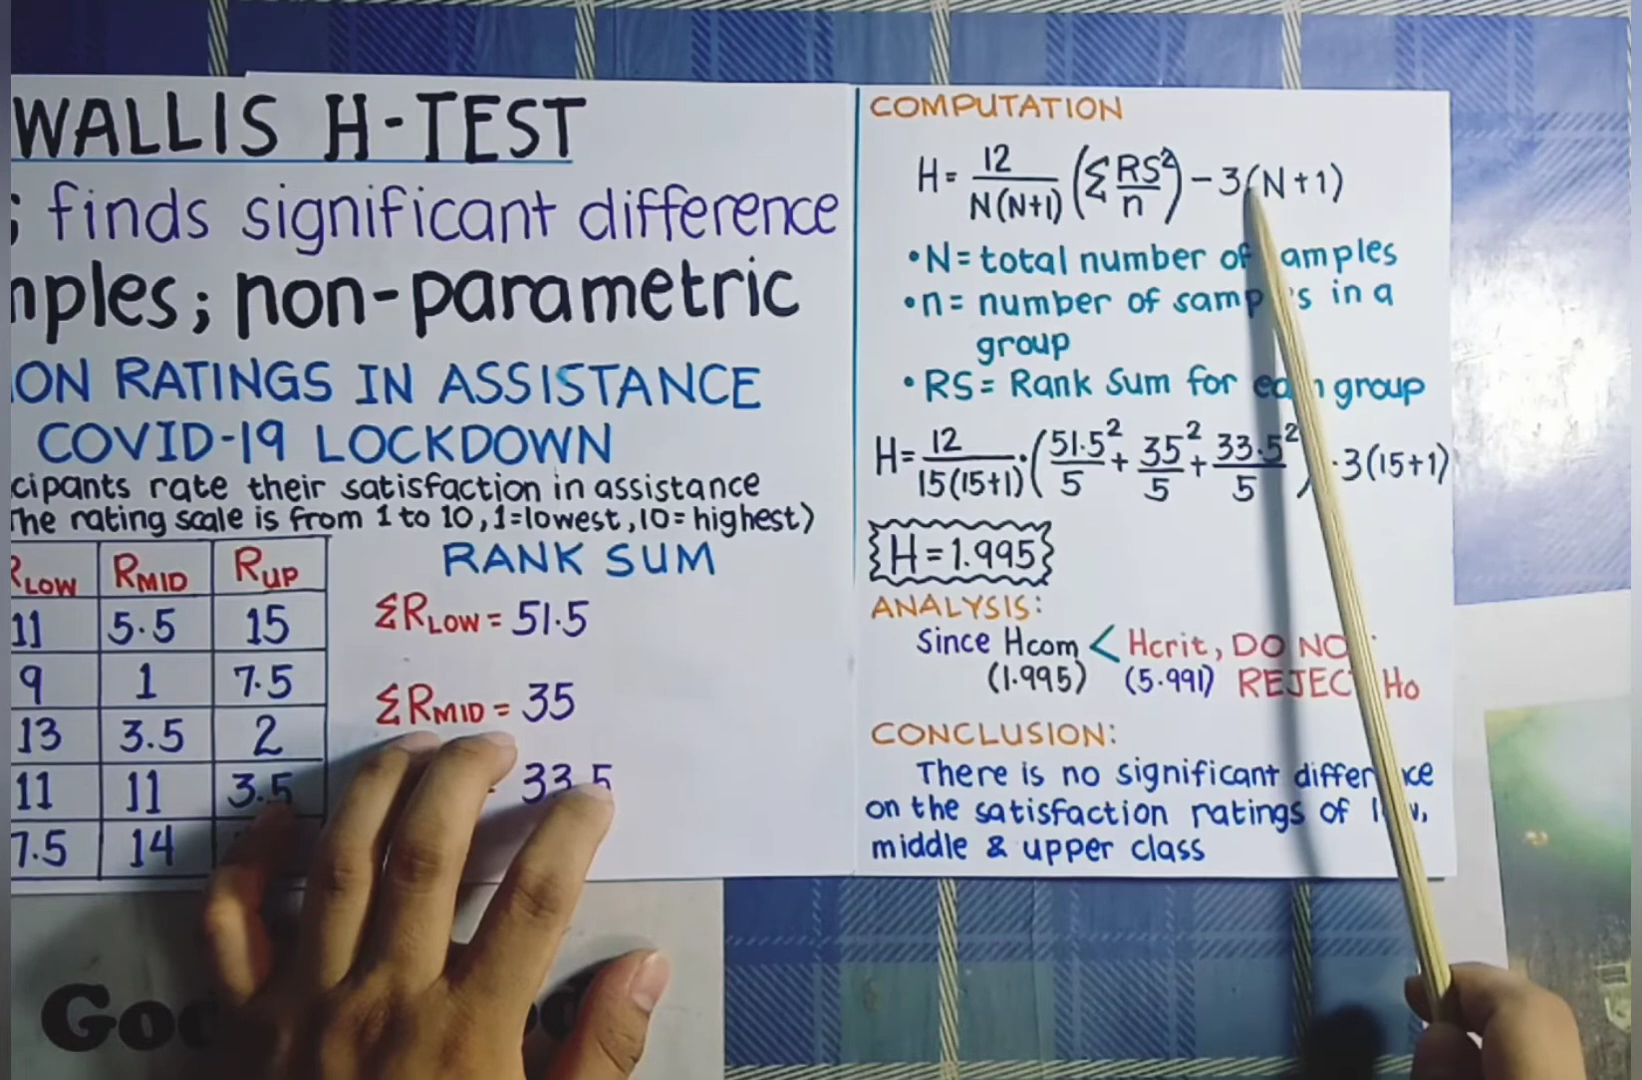 WALLIS H-TEST
; finds significant difference
mples; non-parametric
ON RATINGS IN ASSISTANCE
COVID-19 LOCKDOWN
cipants rate their satisfaction in assistance
The rating scale is from 1 to 10, 1=lowest, 10=highest)
RLOW RMID RUP
11 5.5 15
9 1 7.5
13 3.5 2
11 11 3.5
7.5 14
RANK SUM
ΣRLOW = 51.5
ΣRMID = 35
33.5
COMPUTATION
H = 12/N(N+1) (Σ RS²/n) - 3(N+1)
• N = total number of amples
• n = number of samp s in a
group
• RS = Rank Sum for group
H = 12/15(15+1) · (51.5²/5 + 35²/5 + 33.5²/5) - 3(15+1)
H = 1.995
ANALYSIS:
Since Hcom < Hcrit, DO NO
(1.995) (5.991) REJECT Ho
CONCLUSION:
There is no significant differ ce
on the satisfaction ratings of l w,
middle & upper class
Goo